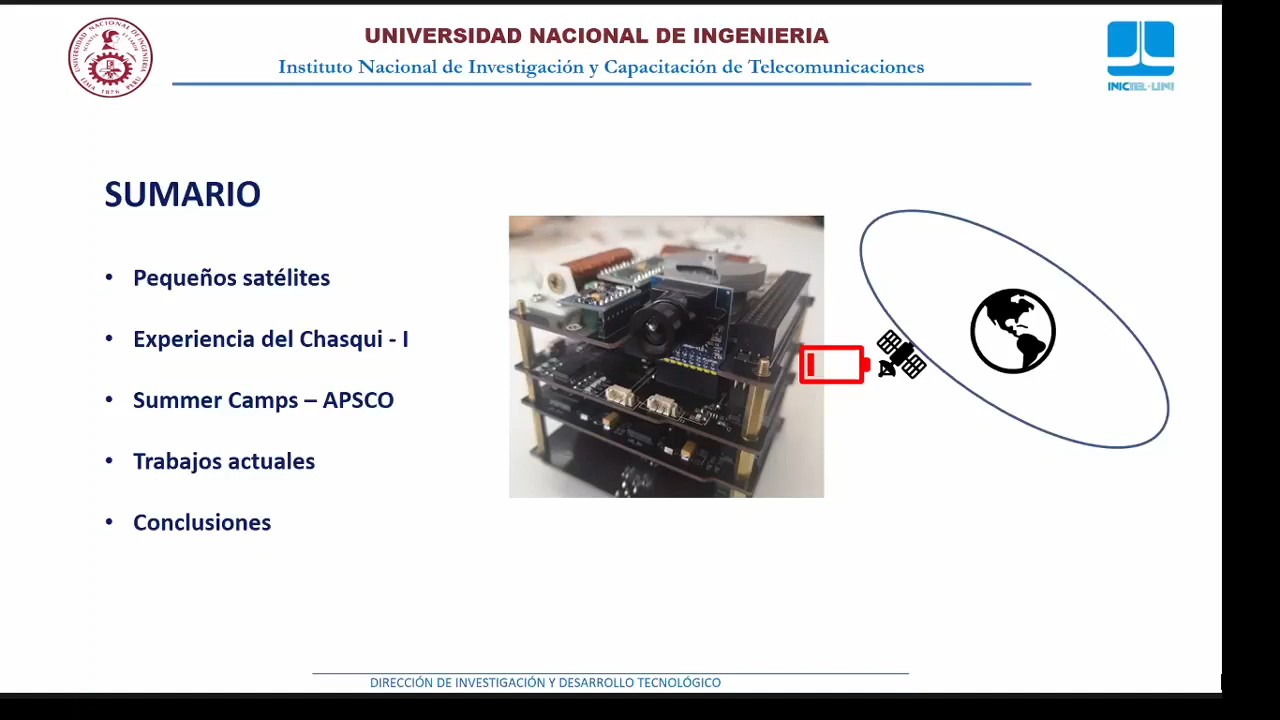 UNIVERSIDAD NACIONAL DE INGENIERIA
Instituto Nacional de Investigación y Capacitación de Telecomunicaciones
INICTEL-UNI
SUMARIO
• Pequeños satélites
• Experiencia del Chasqui - I
• Summer Camps – APSCO
• Trabajos actuales
• Conclusiones
DIRECCIÓN DE INVESTIGACIÓN Y DESARROLLO TECNOLÓGICO